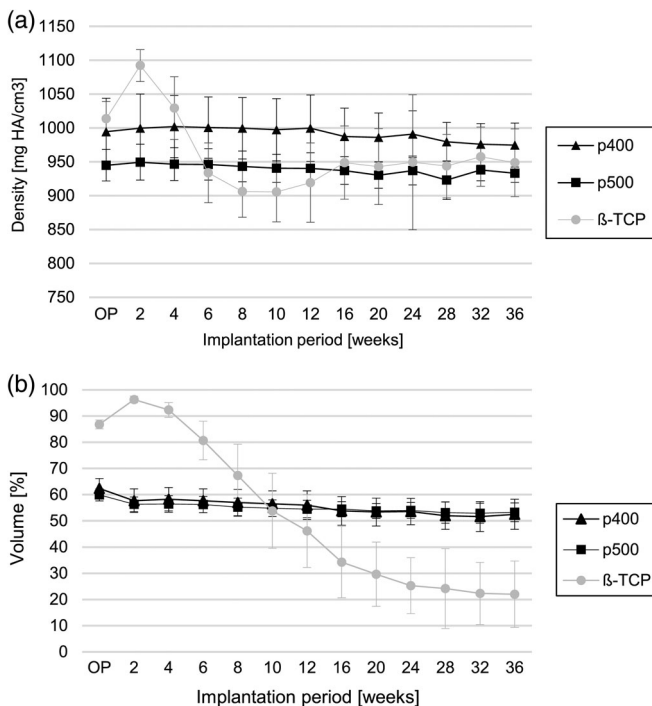 (a)
1150
1100
1050
1000
950
900
850
800
750
Density [mg HA/cm3]
OP 2 4 6 8 10 12 16 20 24 28 32 36
Implantation period [weeks]
p400
p500
ß-TCP
(b)
100
90
80
70
60
50
40
30
20
10
0
Volume [%]
OP 2 4 6 8 10 12 16 20 24 28 32 36
Implantation period [weeks]
p400
p500
ß-TCP